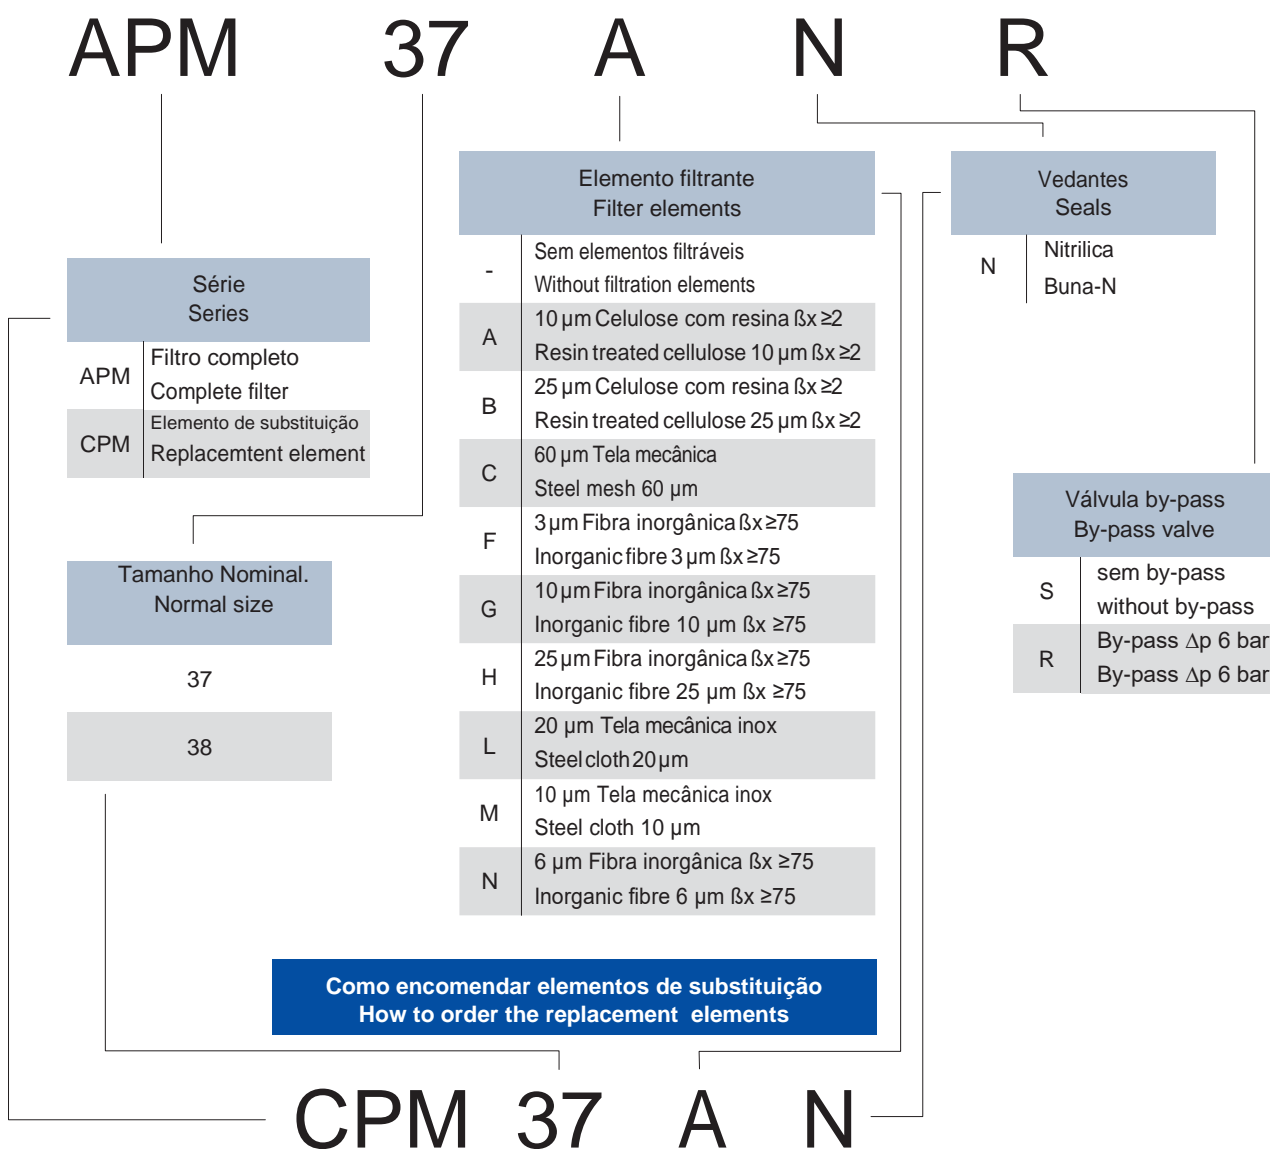 APM 37 A N R
Elemento filtrante
Filter elements
- Sem elementos filtráveis
Without filtration elements
A 10 µm Celulose com resina ßx ≥2
Resin treated cellulose 10 µm ßx ≥2
B 25 µm Celulose com resina ßx ≥2
Resin treated cellulose 25 µm ßx ≥2
C 60 µm Tela mecânica
Steel mesh 60 µm
F 3 µm Fibra inorgânica ßx ≥75
Inorganic fibre 3 µm ßx ≥75
G 10 µm Fibra inorgânica ßx ≥75
Inorganic fibre 10 µm ßx ≥75
H 25 µm Fibra inorgânica ßx ≥75
Inorganic fibre 25 µm ßx ≥75
L 20 µm Tela mecânica inox
Steel cloth 20 µm
M 10 µm Tela mecânica inox
Steel cloth 10 µm
N 6 µm Fibra inorgânica ßx ≥75
Inorganic fibre 6 µm ßx ≥75
Vedantes
Seals
N Nitrilica
Buna-N
Série
Series
APM Filtro completo
Complete filter
CPM Elemento de substituição
Replacemtent element
Tamanho Nominal.
Normal size
37
38
Válvula by-pass
By-pass valve
S sem by-pass
without by-pass
R By-pass ∆p 6 bar
By-pass ∆p 6 bar
Como encomendar elementos de substituição
How to order the replacement elements
CPM 37 A N